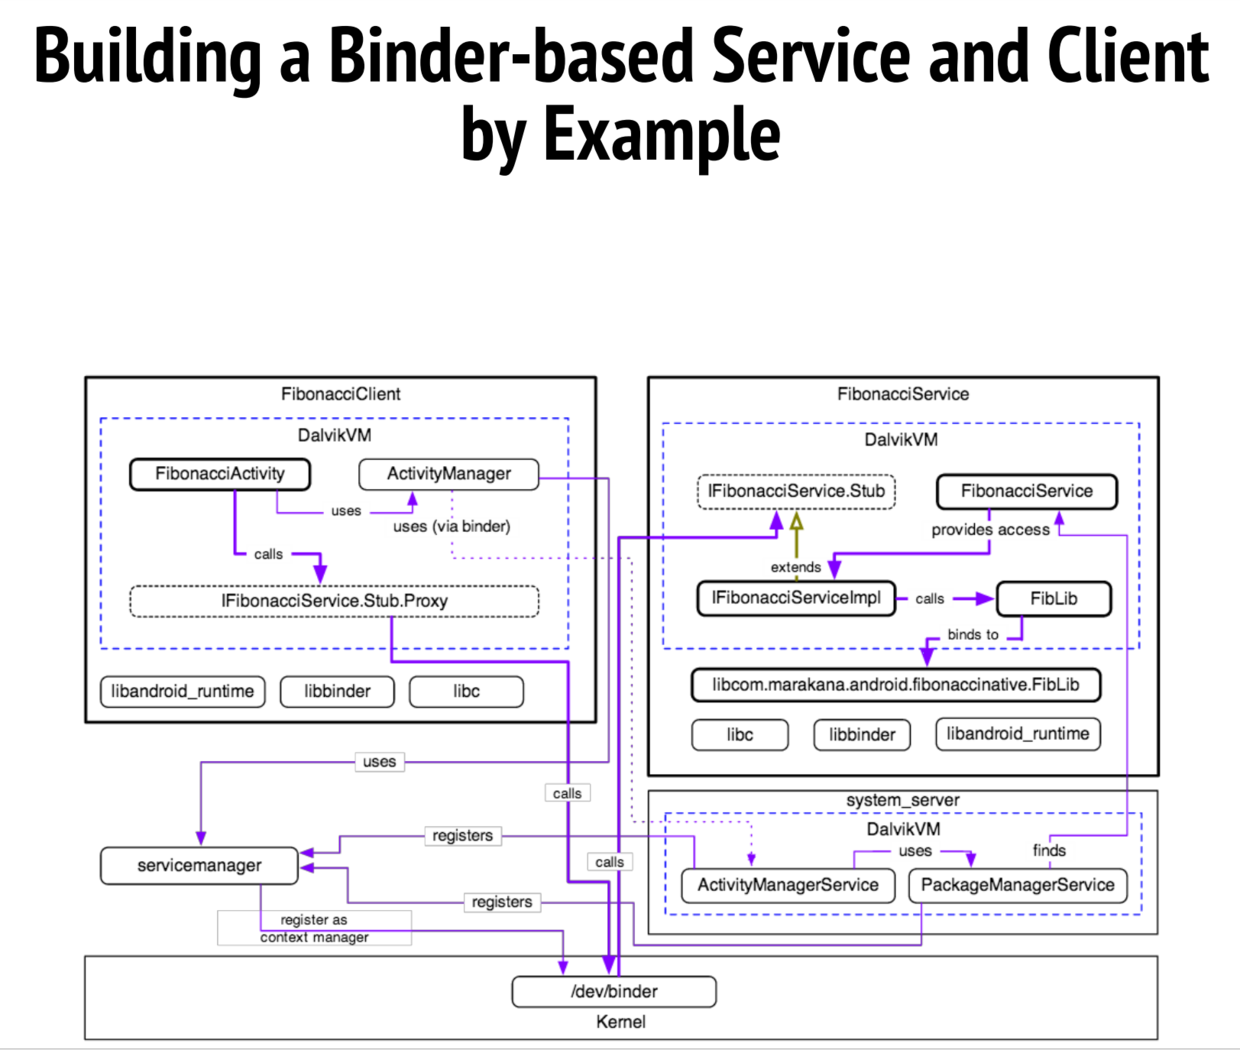 Building a Binder-based Service and Client
by Example
FibonacciClient
DalvikVM
FibonacciActivity
ActivityManager
uses
uses (via binder)
calls
IFibonacciService.Stub.Proxy
libandroid_runtime
libbinder
libc
FibonacciService
DalvikVM
IFibonacciService.Stub
FibonacciService
provides access
extends
IFibonacciServiceImpl
calls
FibLib
binds to
libcom.marakana.android.fibonaccinative.FibLib
libc
libbinder
libandroid_runtime
uses
calls
system_server
DalvikVM
registers
uses
finds
calls
servicemanager
ActivityManagerService
PackageManagerService
registers
register as
context manager
/dev/binder
Kernel